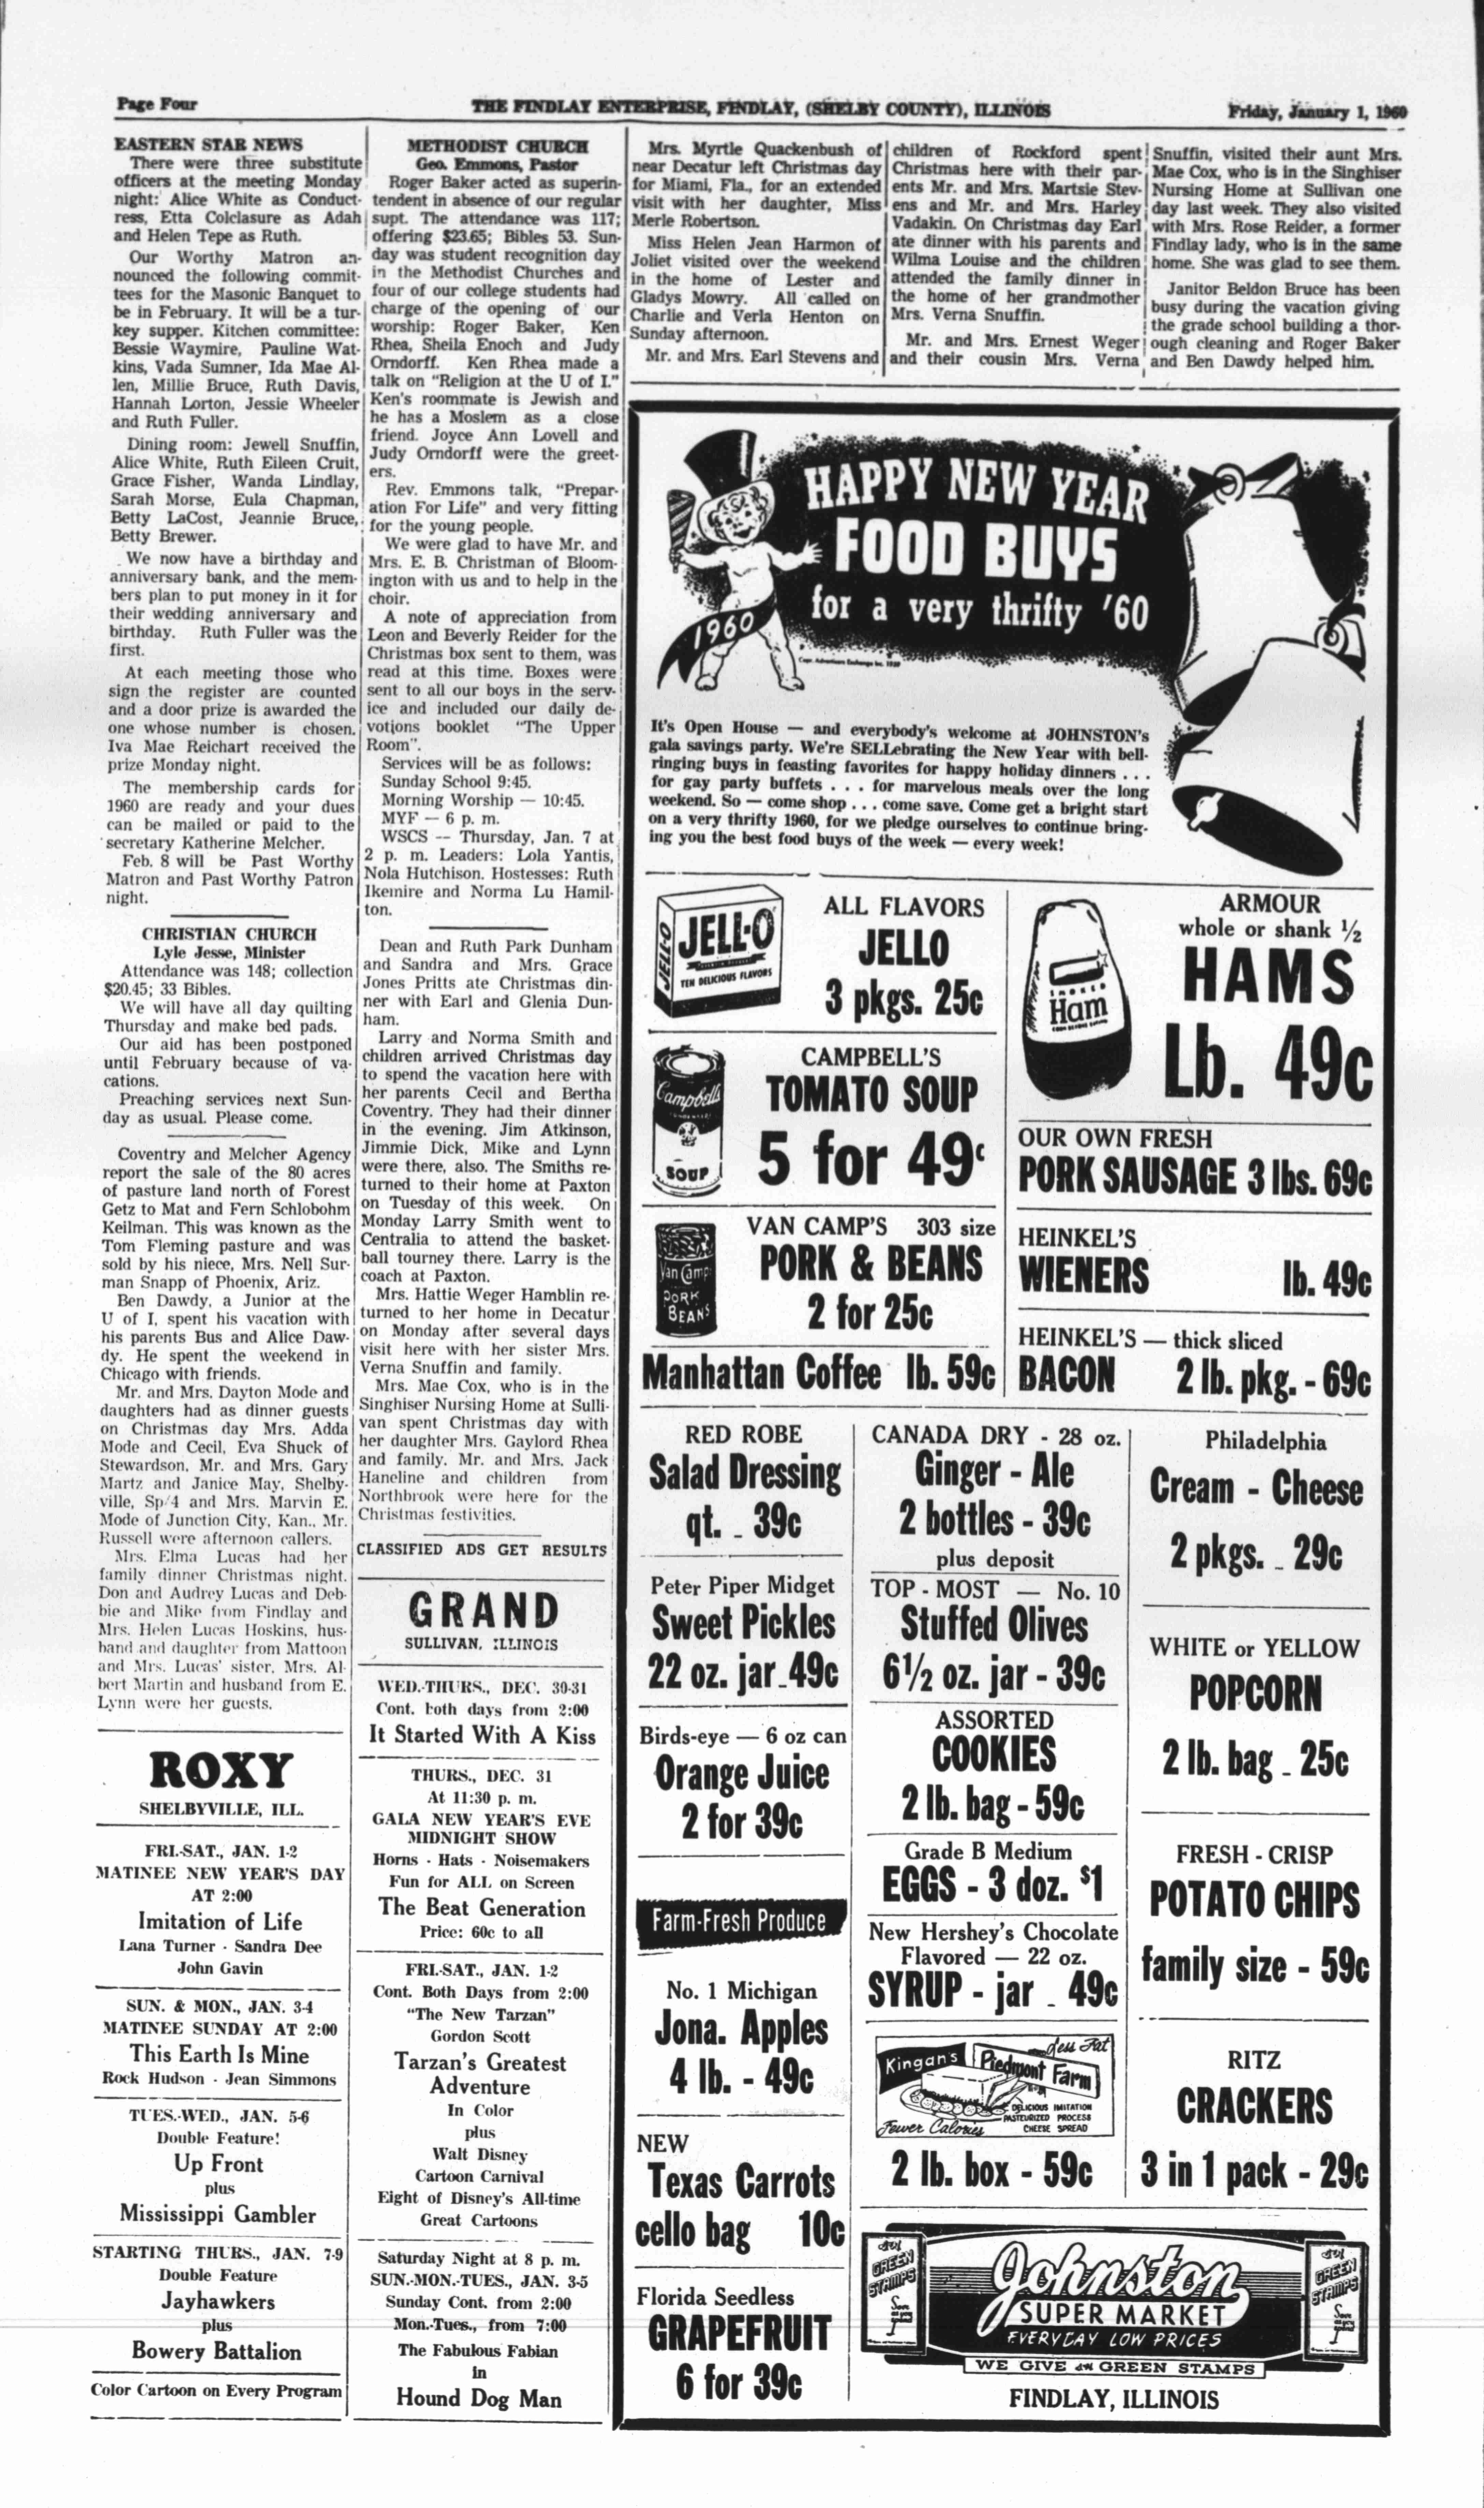 Page Four
THE FINDLAY ENTERPRISE, FINDLAY, (SHELBY COUNTY), ILLINOIS
Friday, January 1, 1960
EASTERN STAR NEWS
There were three substitute
officers at the meeting Monday
night: Alice White as Conduct-
ress, Etta Colclasure as Adah
and Helen Tepe as Ruth.
Our Worthy Matron an-
nounced the following commit-
tees for the Masonic Banquet to
be in February. It will be a tur-
key supper. Kitchen committee:
Bessie Waymire, Pauline Wat-
kins, Vada Sumner, Ida Mae Al-
len, Millie Bruce, Ruth Davis,
Hannah Lorton, Jessie Wheeler
and Ruth Fuller.
Dining room: Jewell Snuffin,
Alice White, Ruth Eileen Cruit,
Grace Fisher, Wanda Lindlay,
Sarah Morse, Eula Chapman,
Betty LaCost, Jeannie Bruce,
Betty Brewer.
We now have a birthday and
anniversary bank, and the mem-
bers plan to put money in it for
their wedding anniversary and
birthday. Ruth Fuller was the
first.
At each meeting those who
sign the register are counted
and a door prize is awarded the
one whose number is chosen.
Iva Mae Reichart received the
prize Monday night.
The membership cards for
1960 are ready and your dues
can be mailed or paid to the
secretary Katherine Melcher.
Feb. 8 will be Past Worthy
Matron and Past Worthy Patron
night.
CHRISTIAN CHURCH
Lyle Jesse, Minister
Attendance was 148; collection
$20.45; 33 Bibles.
We will have all day quilting
Thursday and make bed pads.
Our aid has been postponed
until February because of va-
cations.
Preaching services next Sun-
day as usual. Please come.
Coventry and Melcher Agency
report the sale of the 80 acres
of pasture land north of Forest
Getz to Mat and Fern Schlobohm
Keilman. This was known as the
Tom Fleming pasture and was
sold by his niece, Mrs. Nell Sur-
man Snapp of Phoenix, Ariz.
Ben Dawdy, a Junior at the
U of I, spent his vacation with
his parents Bus and Alice Daw-
dy. He spent the weekend in
Chicago with friends.
Mr. and Mrs. Dayton Mode and
daughters had as dinner guests
on Christmas day Mrs. Adda
Mode and Cecil, Eva Shuck of
Stewardson, Mr. and Mrs. Gary
Martz and Janice May, Shelby-
ville, Sp/4 and Mrs. Marvin E.
Mode of Junction City, Kan., Mr.
Russell were afternoon callers.
Mrs. Elma Lucas had her
family dinner Christmas night.
Don and Audrey Lucas and Deb-
bie and Mike from Findlay and
Mrs. Helen Lucas Hoskins, hus-
band and daughter from Mattoon
and Mrs. Lucas' sister, Mrs. Al-
bert Martin and husband from E.
Lynn were her guests.
ROXY
SHELBYVILLE, ILL.
FRI.-SAT., JAN. 1-2
MATINEE NEW YEAR'S DAY
AT 2:00
Imitation of Life
Lana Turner - Sandra Dee
John Gavin
SUN. & MON., JAN. 3-4
MATINEE SUNDAY AT 2:00
This Earth Is Mine
Rock Hudson - Jean Simmons
TUES.-WED., JAN. 5-6
Double Feature!
Up Front
plus
Mississippi Gambler
STARTING THURS., JAN. 7-9
Double Feature
Jayhawkers
plus
Bowery Battalion
Color Cartoon on Every Program
METHODIST CHURCH
Geo. Emmons, Pastor
Roger Baker acted as superin-
tendent in absence of our regular
supt. The attendance was 117;
offering $23.65; Bibles 53. Sun-
day was student recognition day
in the Methodist Churches and
four of our college students had
charge of the opening of our
worship: Roger Baker, Ken
Rhea, Sheila Enoch and Judy
Orndorff. Ken Rhea made a
talk on "Religion at the U of I."
Ken's roommate is Jewish and
he has a Moslem as a close
friend. Joyce Ann Lovell and
Judy Orndorff were the greet-
ers.
Rev. Emmons talk, "Prepar-
ation For Life" and very fitting
for the young people.
We were glad to have Mr. and
Mrs. E. B. Christman of Bloom-
ington with us and to help in the
choir.
A note of appreciation from
Leon and Beverly Reider for the
Christmas box sent to them, was
read at this time. Boxes were
sent to all our boys in the serv-
ice and included our daily de-
votions booklet "The Upper
Room".
Services will be as follows:
Sunday School 9:45.
Morning Worship — 10:45.
MYF — 6 p. m.
WSCS -- Thursday, Jan. 7 at
2 p. m. Leaders: Lola Yantis,
Nola Hutchison. Hostesses: Ruth
Ikemire and Norma Lu Hamil-
ton.
Dean and Ruth Park Dunham
and Sandra and Mrs. Grace
Jones Pritts ate Christmas din-
ner with Earl and Glenia Dun-
ham.
Larry and Norma Smith and
children arrived Christmas day
to spend the vacation here with
her parents Cecil and Bertha
Coventry. They had their dinner
in the evening. Jim Atkinson,
Jimmie Dick, Mike and Lynn
were there, also. The Smiths re-
turned to their home at Paxton
on Tuesday of this week. On
Monday Larry Smith went to
Centralia to attend the basket-
ball tourney there. Larry is the
coach at Paxton.
Mrs. Hattie Weger Hamblin re-
turned to her home in Decatur
on Monday after several days
visit here with her sister Mrs.
Verna Snuffin and family.
Mrs. Mae Cox, who is in the
Singhiser Nursing Home at Sulli-
van spent Christmas day with
her daughter Mrs. Gaylord Rhea
and family. Mr. and Mrs. Jack
Haneline and children from
Northbrook were here for the
Christmas festivities.
CLASSIFIED ADS GET RESULTS
GRAND
SULLIVAN, ILLINOIS
WED.-THURS., DEC. 30-31
Cont. both days from 2:00
It Started With A Kiss
THURS., DEC. 31
At 11:30 p. m.
GALA NEW YEAR'S EVE
MIDNIGHT SHOW
Horns - Hats - Noisemakers
Fun for ALL on Screen
The Beat Generation
Price: 60c to all
FRI.-SAT., JAN. 1-2
Cont. Both Days from 2:00
"The New Tarzan"
Gordon Scott
Tarzan's Greatest
Adventure
In Color
plus
Walt Disney
Cartoon Carnival
Eight of Disney's All-time
Great Cartoons
Saturday Night at 8 p. m.
SUN.-MON.-TUES., JAN. 3-5
Sunday Cont. from 2:00
Mon.-Tues., from 7:00
The Fabulous Fabian
in
Hound Dog Man
Mrs. Myrtle Quackenbush of
near Decatur left Christmas day
for Miami, Fla., for an extended
visit with her daughter, Miss
Merle Robertson.
Miss Helen Jean Harmon of
Joliet visited over the weekend
in the home of Lester and
Gladys Mowry. All called on
Charlie and Verla Henton on
Sunday afternoon.
Mr. and Mrs. Earl Stevens and
children of Rockford spent
Christmas here with their par-
ents Mr. and Mrs. Martsie Stev-
ens and Mr. and Mrs. Harley
Vadakin. On Christmas day Earl
ate dinner with his parents and
Wilma Louise and the children
attended the family dinner in
the home of her grandmother
Mrs. Verna Snuffin.
Mr. and Mrs. Ernest Weger
and their cousin Mrs. Verna
Snuffin, visited their aunt Mrs.
Mae Cox, who is in the Singhiser
Nursing Home at Sullivan one
day last week. They also visited
with Mrs. Rose Reider, a former
Findlay lady, who is in the same
home. She was glad to see them.
Janitor Beldon Bruce has been
busy during the vacation giving
the grade school building a thor-
ough cleaning and Roger Baker
and Ben Dawdy helped him.
HAPPY NEW YEAR
FOOD BUYS
for a very thrifty '60
1960
It's Open House — and everybody's welcome at JOHNSTON's
gala savings party. We're SELLebrating the New Year with bell-
ringing buys in feasting favorites for happy holiday dinners . . .
for gay party buffets . . . for marvelous meals over the long
weekend. So — come shop . . . come save. Come get a bright start
on a very thrifty 1960, for we pledge ourselves to continue bring-
ing you the best food buys of the week — every week!
JELL-O
JELL-O
TEN DELICIOUS FLAVORS
ALL FLAVORS
JELLO
3 pkgs. 25c
Campbell's
SOUP
CAMPBELL'S
TOMATO SOUP
5 for 49c
Van Camp's
PORK
BEANS
VAN CAMP'S 303 size
PORK & BEANS
2 for 25c
Manhattan Coffee lb. 59c
SMOKED
Ham
ARMOUR
whole or shank ½
HAMS
Lb. 49c
OUR OWN FRESH
PORK SAUSAGE 3 lbs. 69c
HEINKEL'S
WIENERS lb. 49c
HEINKEL'S — thick sliced
BACON 2 lb. pkg. - 69c
RED ROBE
Salad Dressing
qt. - 39c
Peter Piper Midget
Sweet Pickles
22 oz. jar - 49c
Birds-eye — 6 oz can
Orange Juice
2 for 39c
Farm-Fresh Produce
No. 1 Michigan
Jona. Apples
4 lb. - 49c
NEW
Texas Carrots
cello bag 10c
Florida Seedless
GRAPEFRUIT
6 for 39c
CANADA DRY - 28 oz.
Ginger - Ale
2 bottles - 39c
plus deposit
TOP - MOST — No. 10
Stuffed Olives
6½ oz. jar - 39c
ASSORTED
COOKIES
2 lb. bag - 59c
Grade B Medium
EGGS - 3 doz. $1
New Hershey's Chocolate
Flavored — 22 oz.
SYRUP - jar - 49c
Kingan's
Piedmont Farm
Less Fat
Fewer Calories
DELICIOUS IMITATION
PASTEURIZED PROCESS
CHEESE SPREAD
2 lb. box - 59c
Philadelphia
Cream - Cheese
2 pkgs. - 29c
WHITE or YELLOW
POPCORN
2 lb. bag - 25c
FRESH - CRISP
POTATO CHIPS
family size - 59c
RITZ
CRACKERS
3 in 1 pack - 29c
GREEN
STAMPS
Johnston
SUPER MARKET
EVERYDAY LOW PRICES
WE GIVE S&H GREEN STAMPS
GREEN
STAMPS
FINDLAY, ILLINOIS